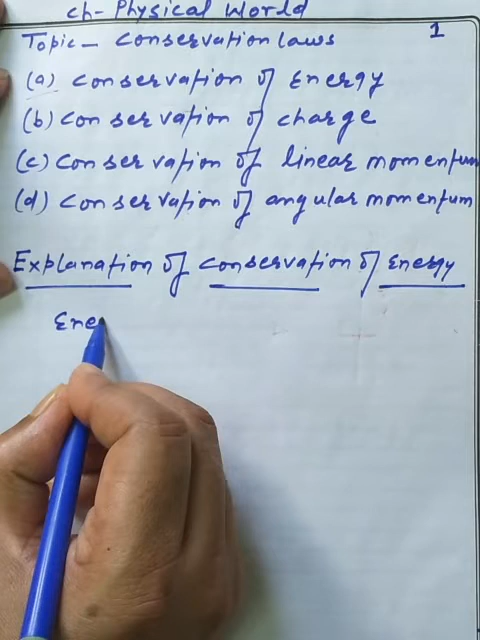 ch- Physical World
1
Topic - Conservation laws
(a) Conservation of Energy
(b) Conservation of charge
(c) Conservation of linear momentum
(d) Conservation of angular momentum
Explanation of conservation of Energy
Ene